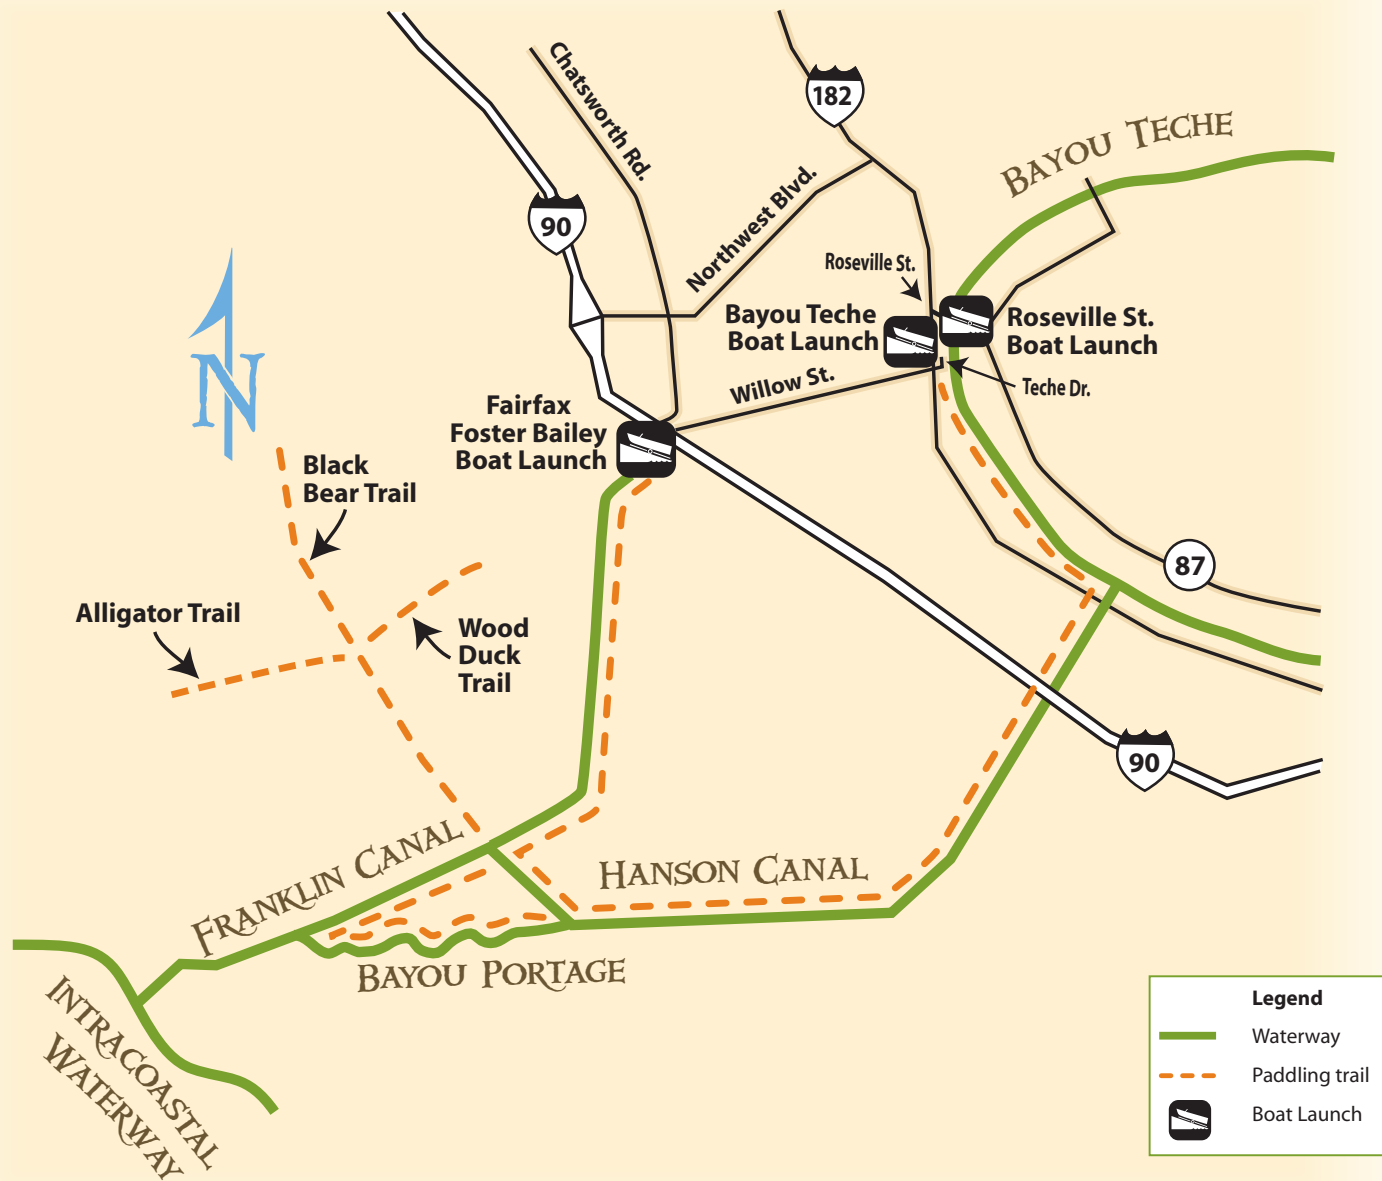 182
BAYOU TECHE
Chatsworth Rd.
90
Northwest Blvd.
Roseville St.
Bayou Teche
Boat Launch
Roseville St.
Boat Launch
Willow St.
Teche Dr.
N
Fairfax
Foster Bailey
Boat Launch
Black
Bear Trail
87
Alligator Trail
Wood
Duck
Trail
90
FRANKLIN CANAL
HANSON CANAL
BAYOU PORTAGE
INTRACOASTAL
WATERWAY
Legend
Waterway
Paddling trail
Boat Launch